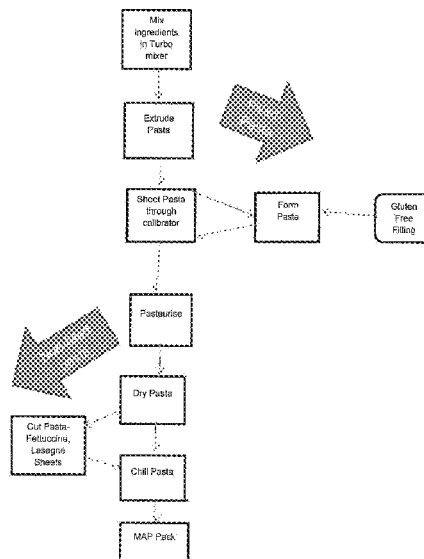 Mix
ingredients
in Turbo
mixer
Extrude
Pasta
Sheet Pasta
through
calibrator
Form
Pasta
Gluten
Free
Filling
Pasteurise
Dry Pasta
Cut Pasta-
Fettuccine,
Lasagne
Sheets
Chill Pasta
MAP Pack